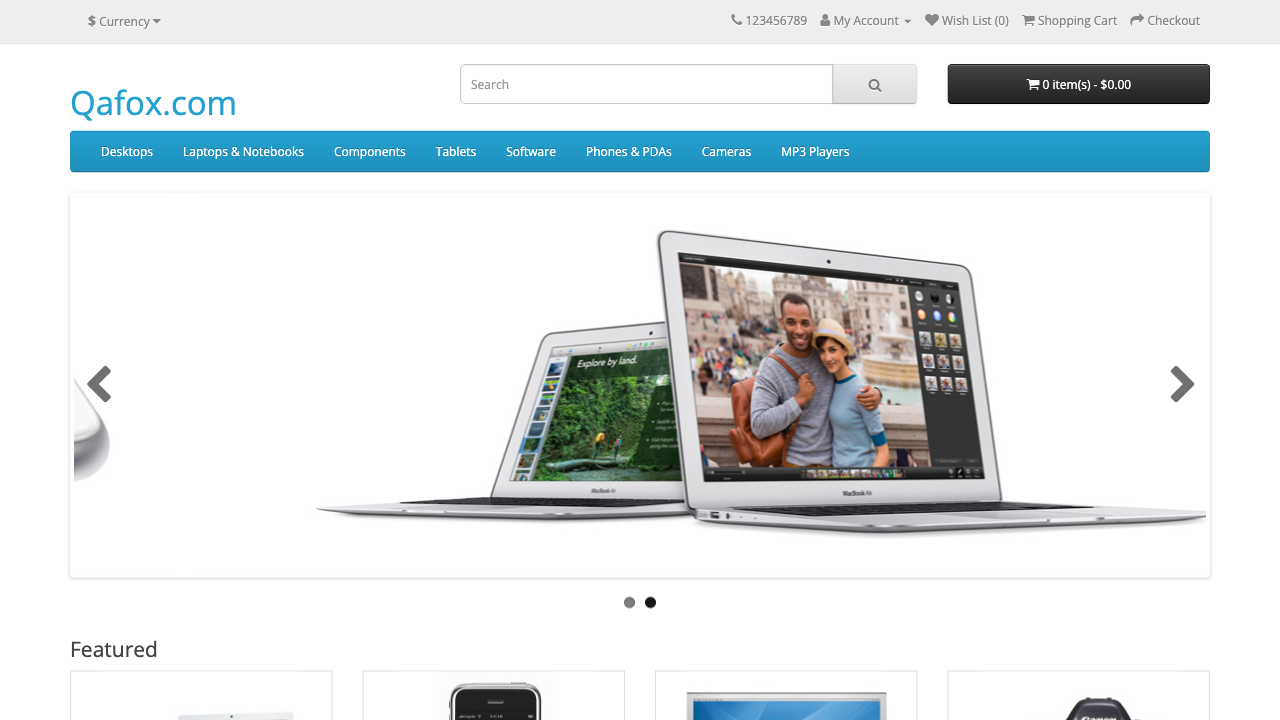 $ Currency
123456789 My Account Wish List (0) Shopping Cart Checkout
Qafox.com
Search
0 item(s) - $0.00
Desktops Laptops & Notebooks Components Tablets Software Phones & PDAs Cameras MP3 Players
Explore by land.
MacBook Air
MacBook Air
Featured
Canon